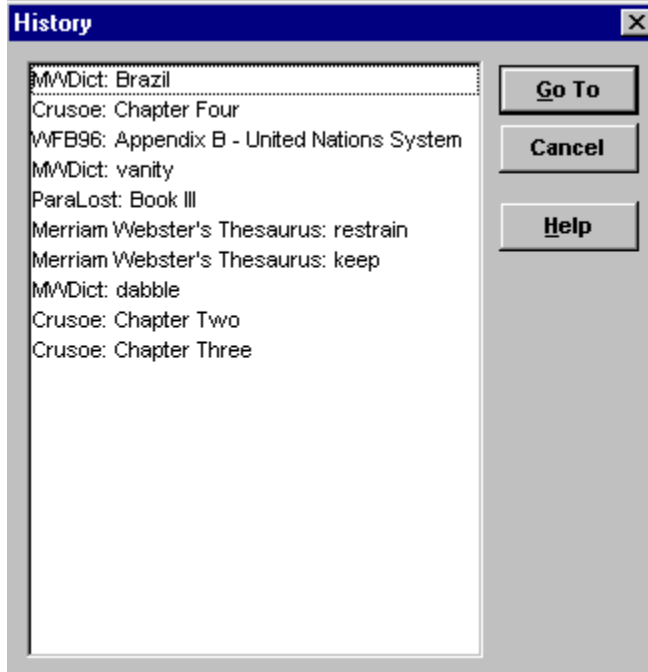 History
MWDict: Brazil
Crusoe: Chapter Four
WFB96: Appendix B - United Nations System
MWDict: vanity
ParaLost: Book III
Merriam Webster's Thesaurus: restrain
Merriam Webster's Thesaurus: keep
MWDict: dabble
Crusoe: Chapter Two
Crusoe: Chapter Three
Go To
Cancel
Help